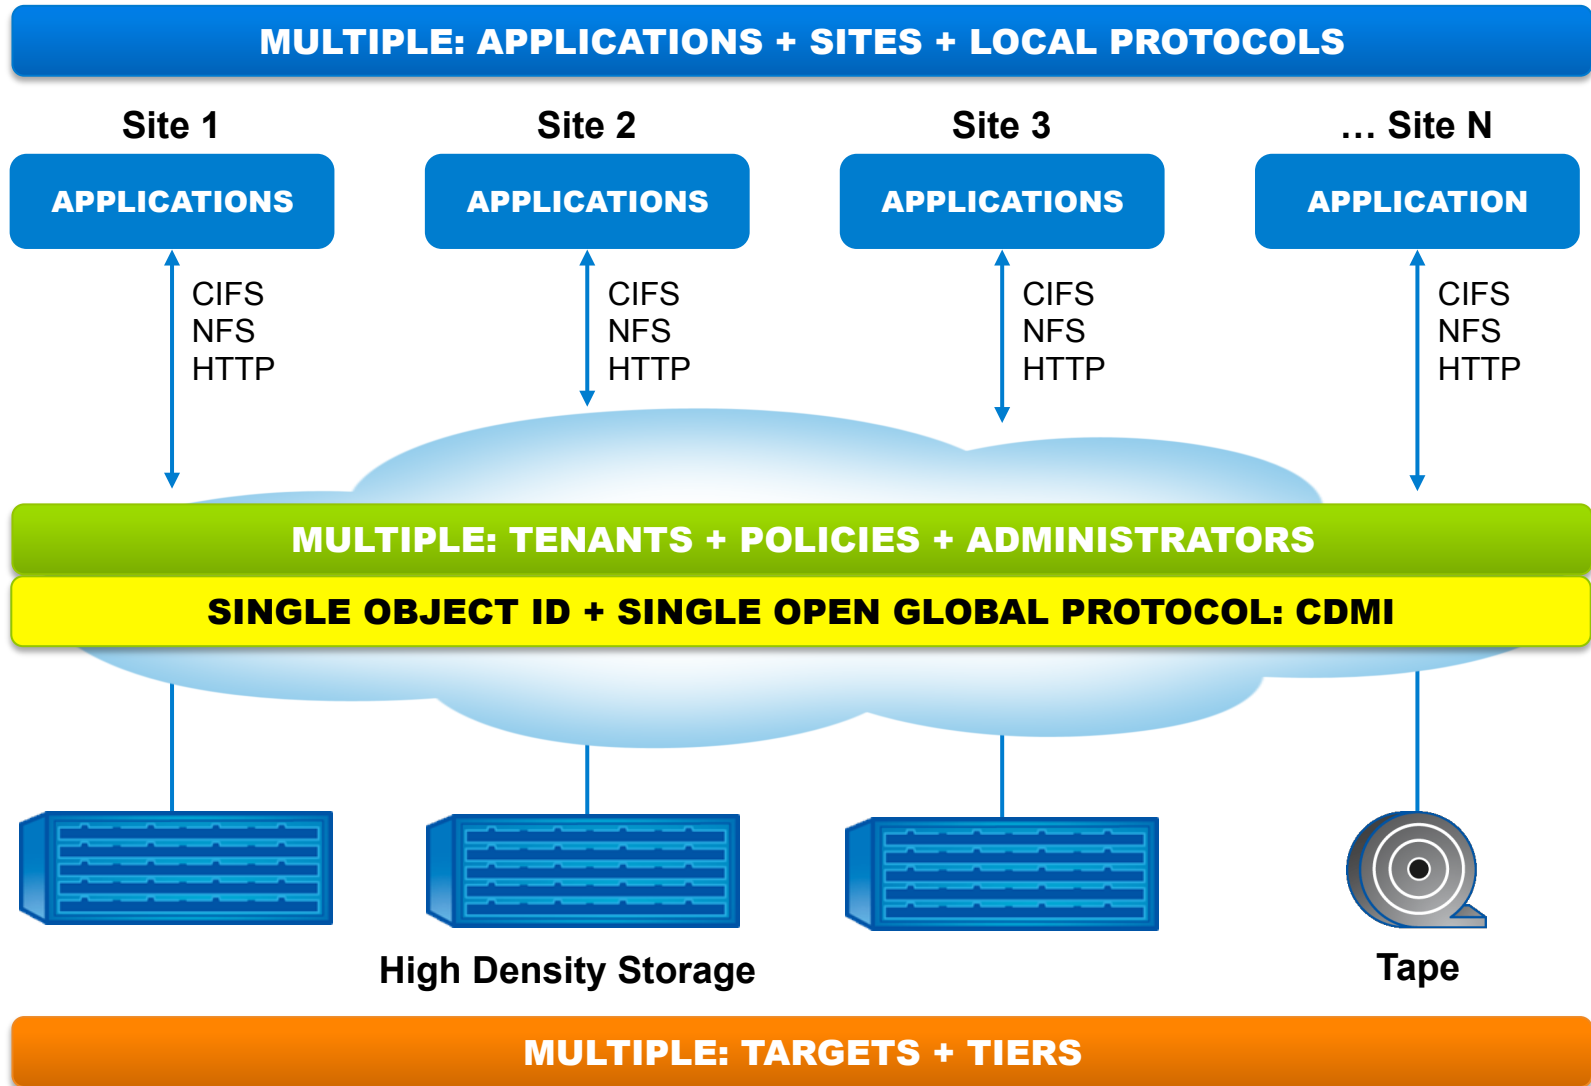 MULTIPLE: APPLICATIONS + SITES + LOCAL PROTOCOLS
Site 1
Site 2
Site 3
... Site N
APPLICATIONS
APPLICATIONS
APPLICATIONS
APPLICATION
CIFS
NFS
HTTP
CIFS
NFS
HTTP
CIFS
NFS
HTTP
CIFS
NFS
HTTP
MULTIPLE: TENANTS + POLICIES + ADMINISTRATORS
SINGLE OBJECT ID + SINGLE OPEN GLOBAL PROTOCOL: CDMI
High Density Storage
Tape
MULTIPLE: TARGETS + TIERS